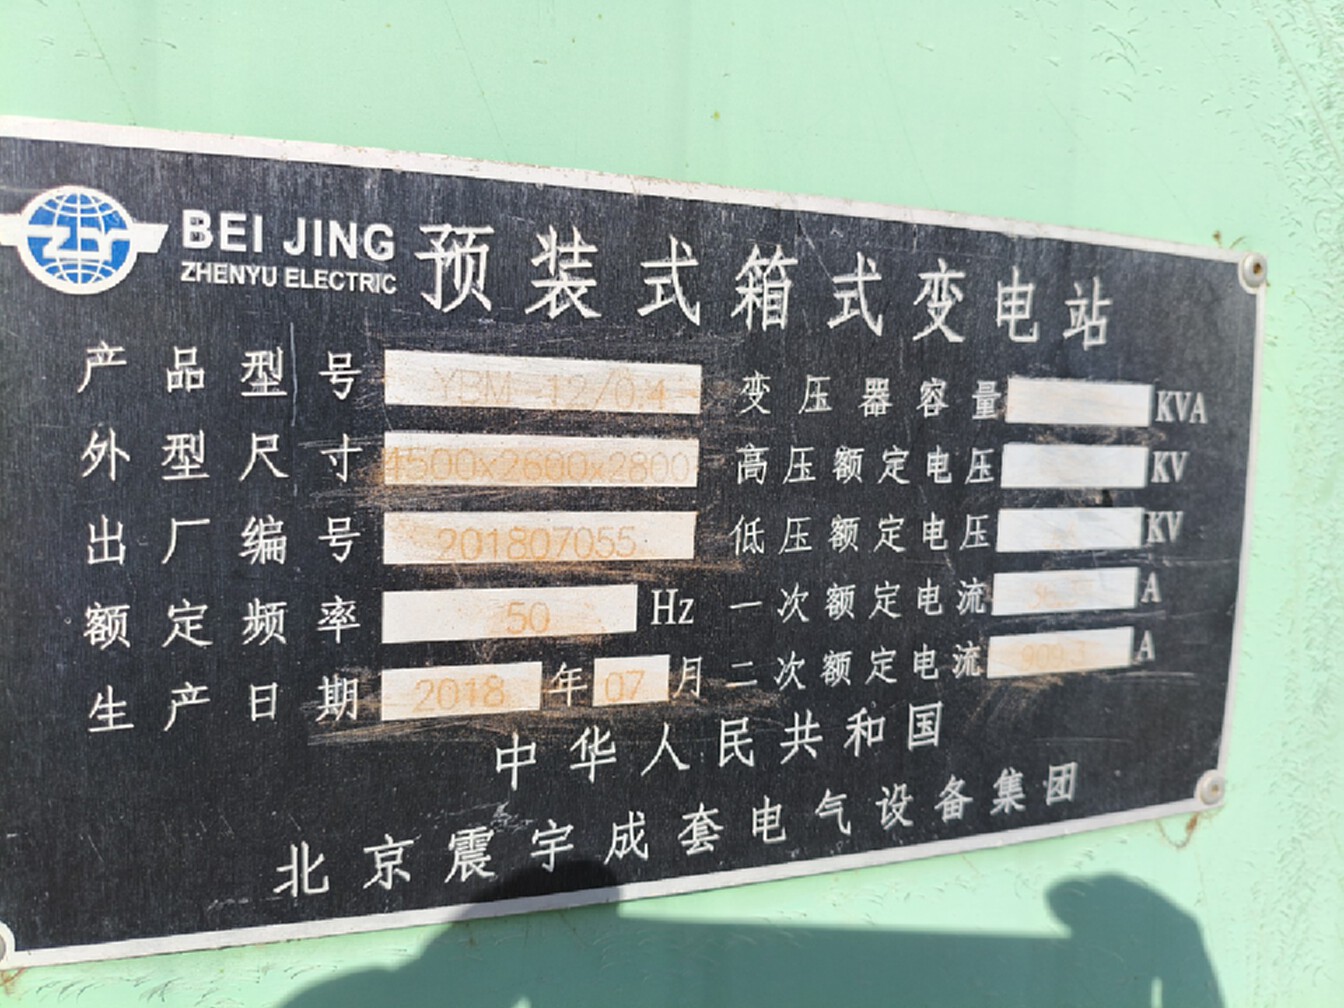 ZY
BEI JING
ZHENYU ELECTRIC
预装式箱式变电站
产品型号 YBM-12/0.4 变压器容量 KVA
外型尺寸 4500x2600x2800 高压额定电压 KV
出厂编号 201807055 低压额定电压 KV
额定频率 50 Hz 一次额定电流 A
生产日期 2018 年 07 月 二次额定电流 909.3 A
中华人民共和国
北京震宇成套电气设备集团